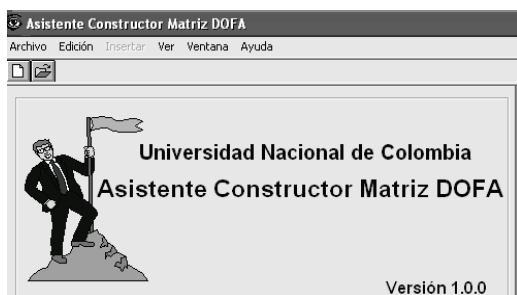 Asistente Constructor Matriz DOFA
Archivo Edición Insertar Ver Ventana Ayuda
Universidad Nacional de Colombia
Asistente Constructor Matriz DOFA
Versión 1.0.0